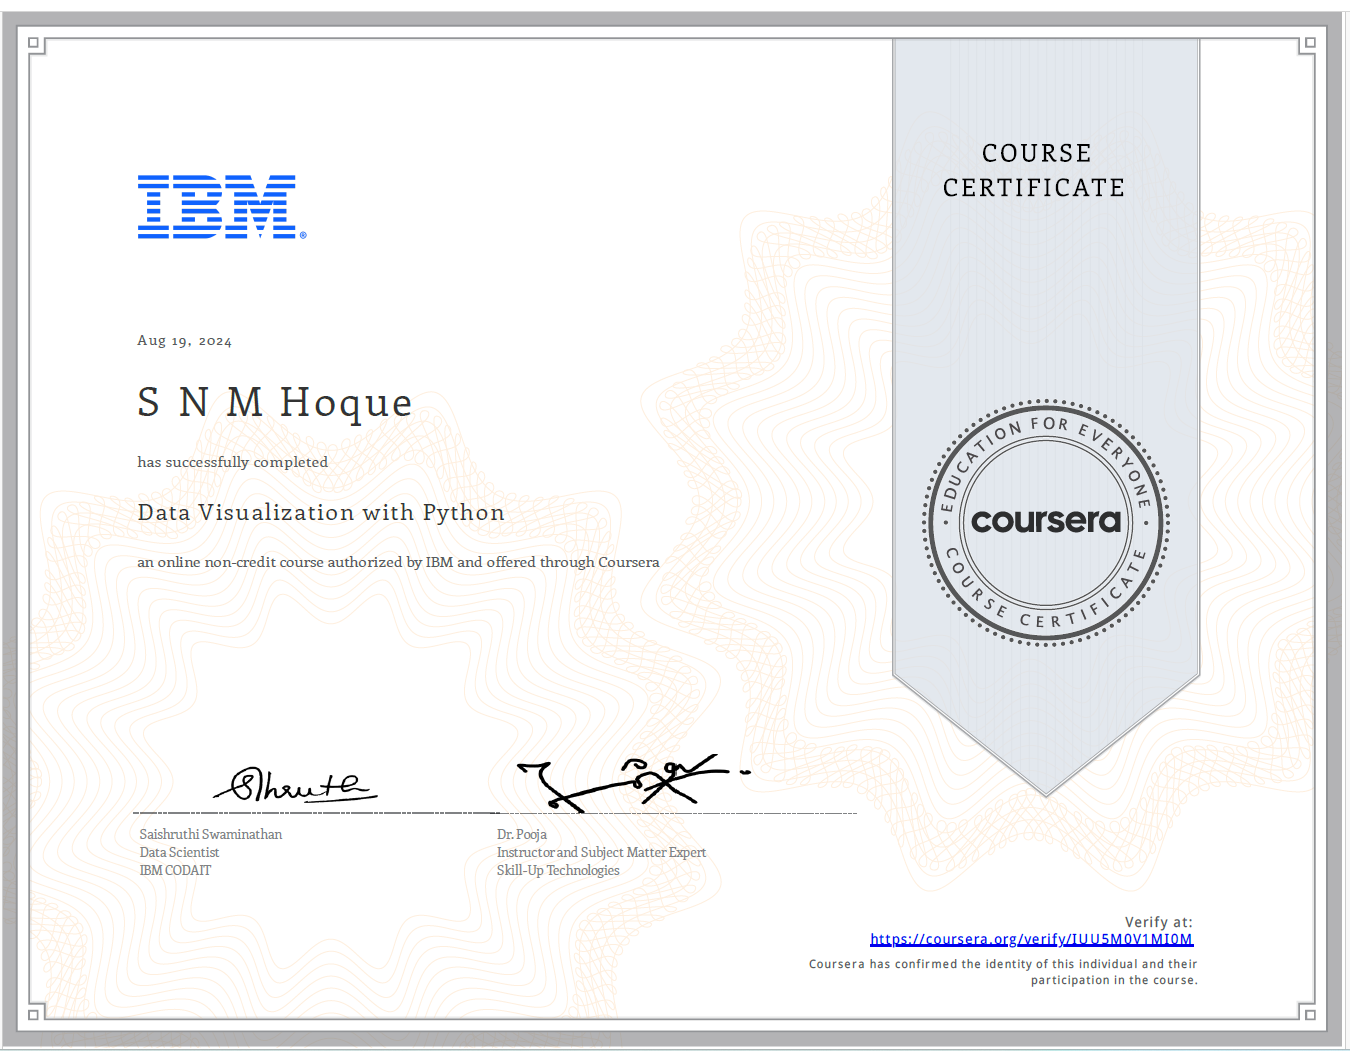 IBM®
COURSE
CERTIFICATE
Aug 19, 2024
S N M Hoque
has successfully completed
Data Visualization with Python
an online non-credit course authorized by IBM and offered through Coursera
EDUCATION FOR EVERYONE
coursera
COURSE CERTIFICATE
Saishruthi Swaminathan
Data Scientist
IBM CODAIT
Dr. Pooja
Instructor and Subject Matter Expert
Skill-Up Technologies
Verify at:
https://coursera.org/verify/IUU5M0V1MI0M
Coursera has confirmed the identity of this individual and their
participation in the course.